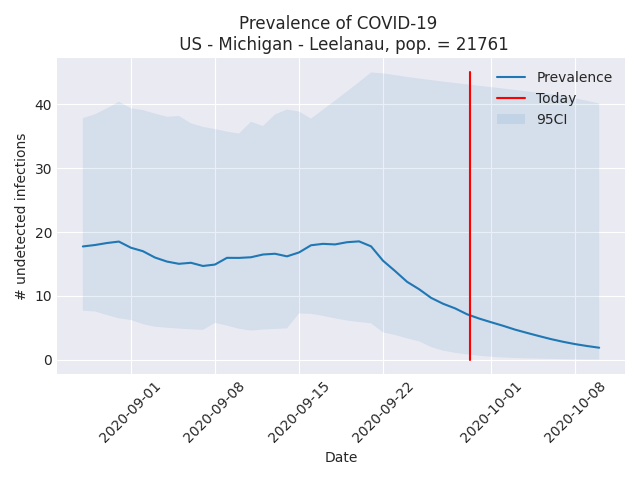 Prevalence of COVID-19
US - Michigan - Leelanau, pop. = 21761
Prevalence
Today
95CI
# undetected infections
40
30
20
10
0
2020-09-01
2020-09-08
2020-09-15
2020-09-22
2020-10-01
2020-10-08
Date